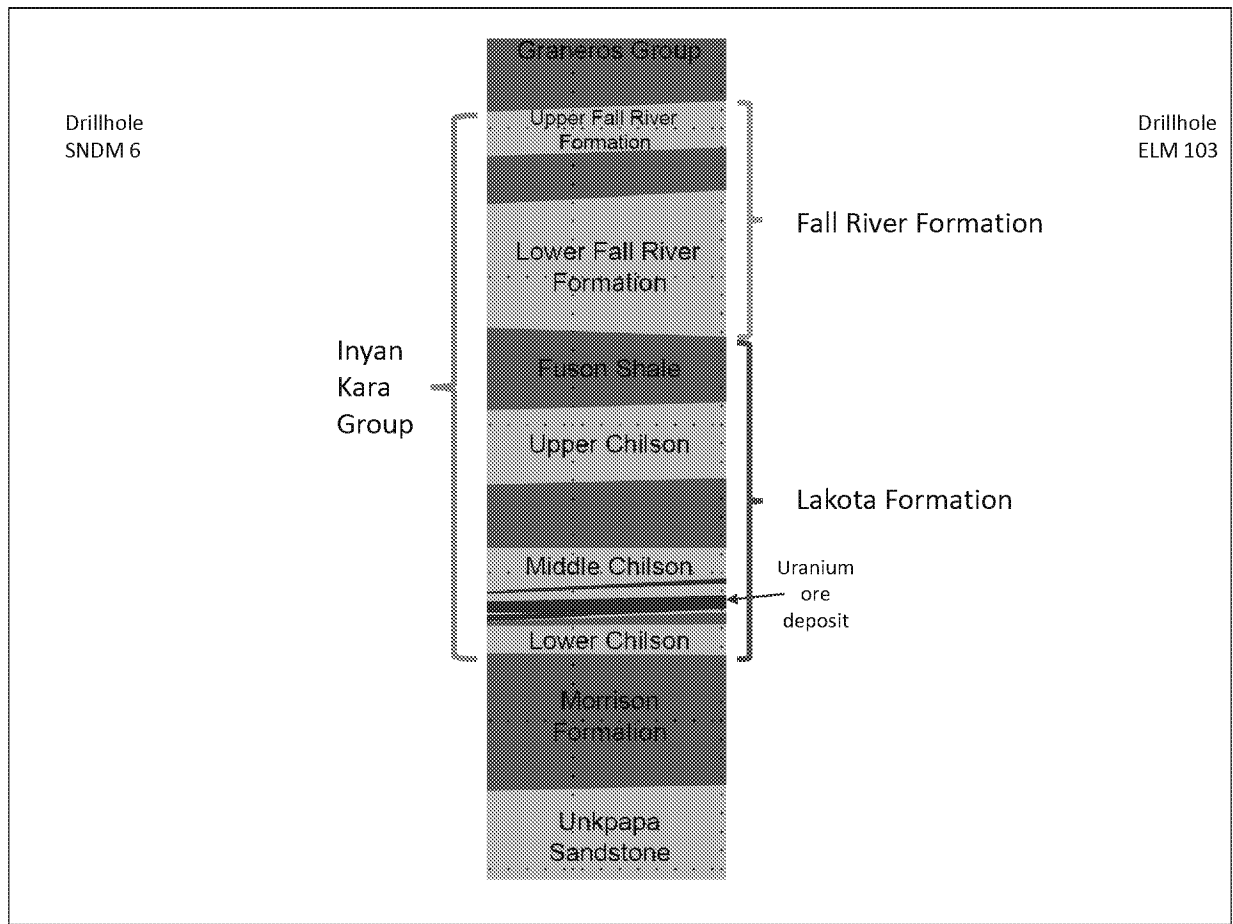 Graneros Group
Drillhole
SNDM 6
Drillhole
ELM 103
Upper Fall River
Formation
Fall River Formation
Lower Fall River
Formation
Inyan
Kara
Group
Fuson Shale
Upper Chilson
Lakota Formation
Middle Chilson
Uranium
ore
deposit
Lower Chilson
Morrison
Formation
Unkpapa
Sandstone